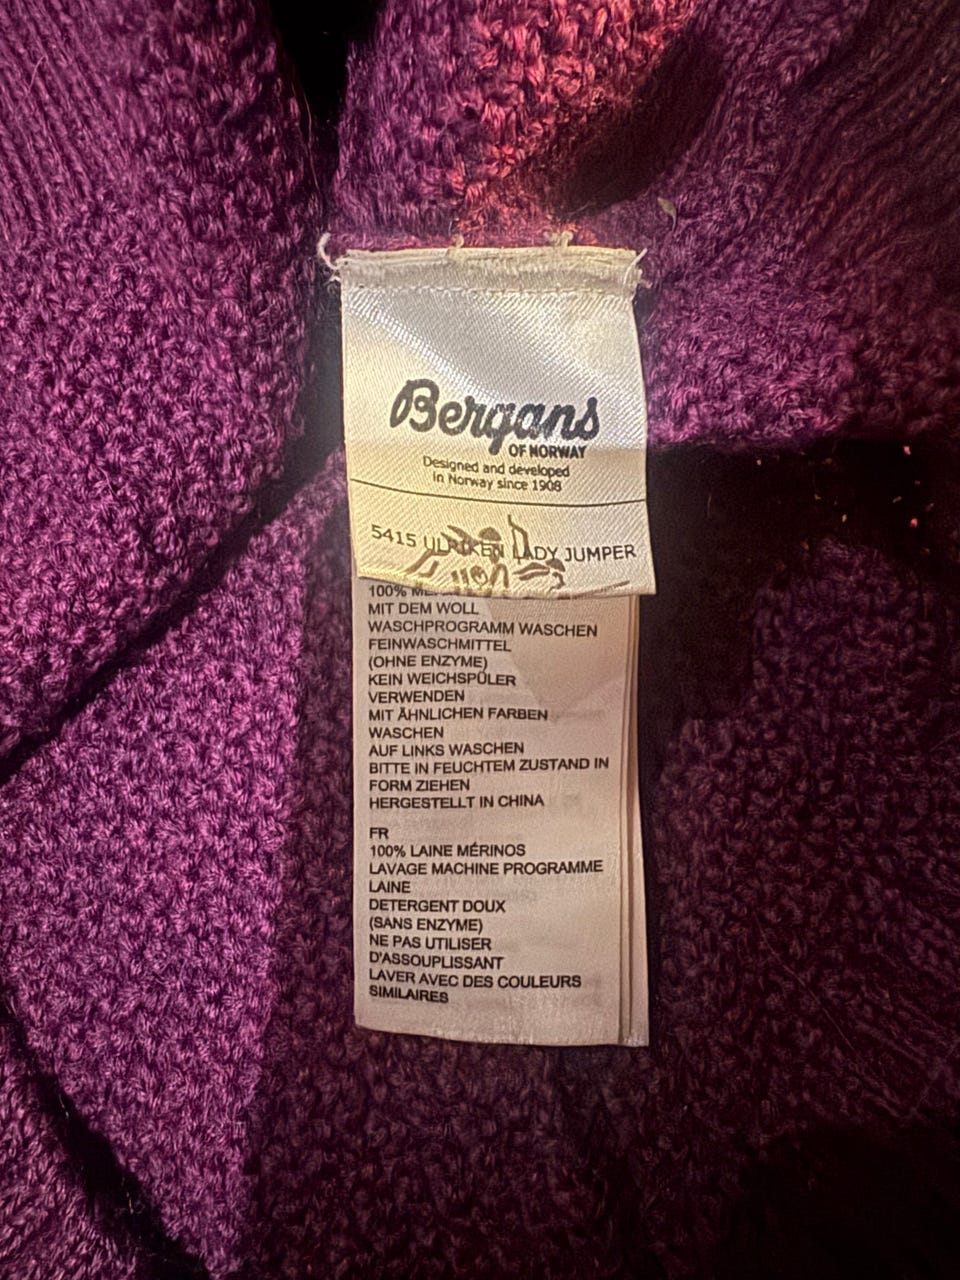 Bergans
OF NORWAY
Designed and developed
in Norway since 1908
5415 ULRIKEN LADY JUMPER
100%
MIT DEM WOLL
WASCHPROGRAMM WASCHEN
FEINWASCHMITTEL
(OHNE ENZYME)
KEIN WEICHSPÜLER
VERWENDEN
MIT ÄHNLICHEN FARBEN
WASCHEN
AUF LINKS WASCHEN
BITTE IN FEUCHTEM ZUSTAND IN
FORM ZIEHEN
HERGESTELLT IN CHINA
FR
100% LAINE MÉRINOS
LAVAGE MACHINE PROGRAMME
LAINE
DETERGENT DOUX
(SANS ENZYME)
NE PAS UTILISER
D'ASSOUPLISSANT
LAVER AVEC DES COULEURS
SIMILAIRES